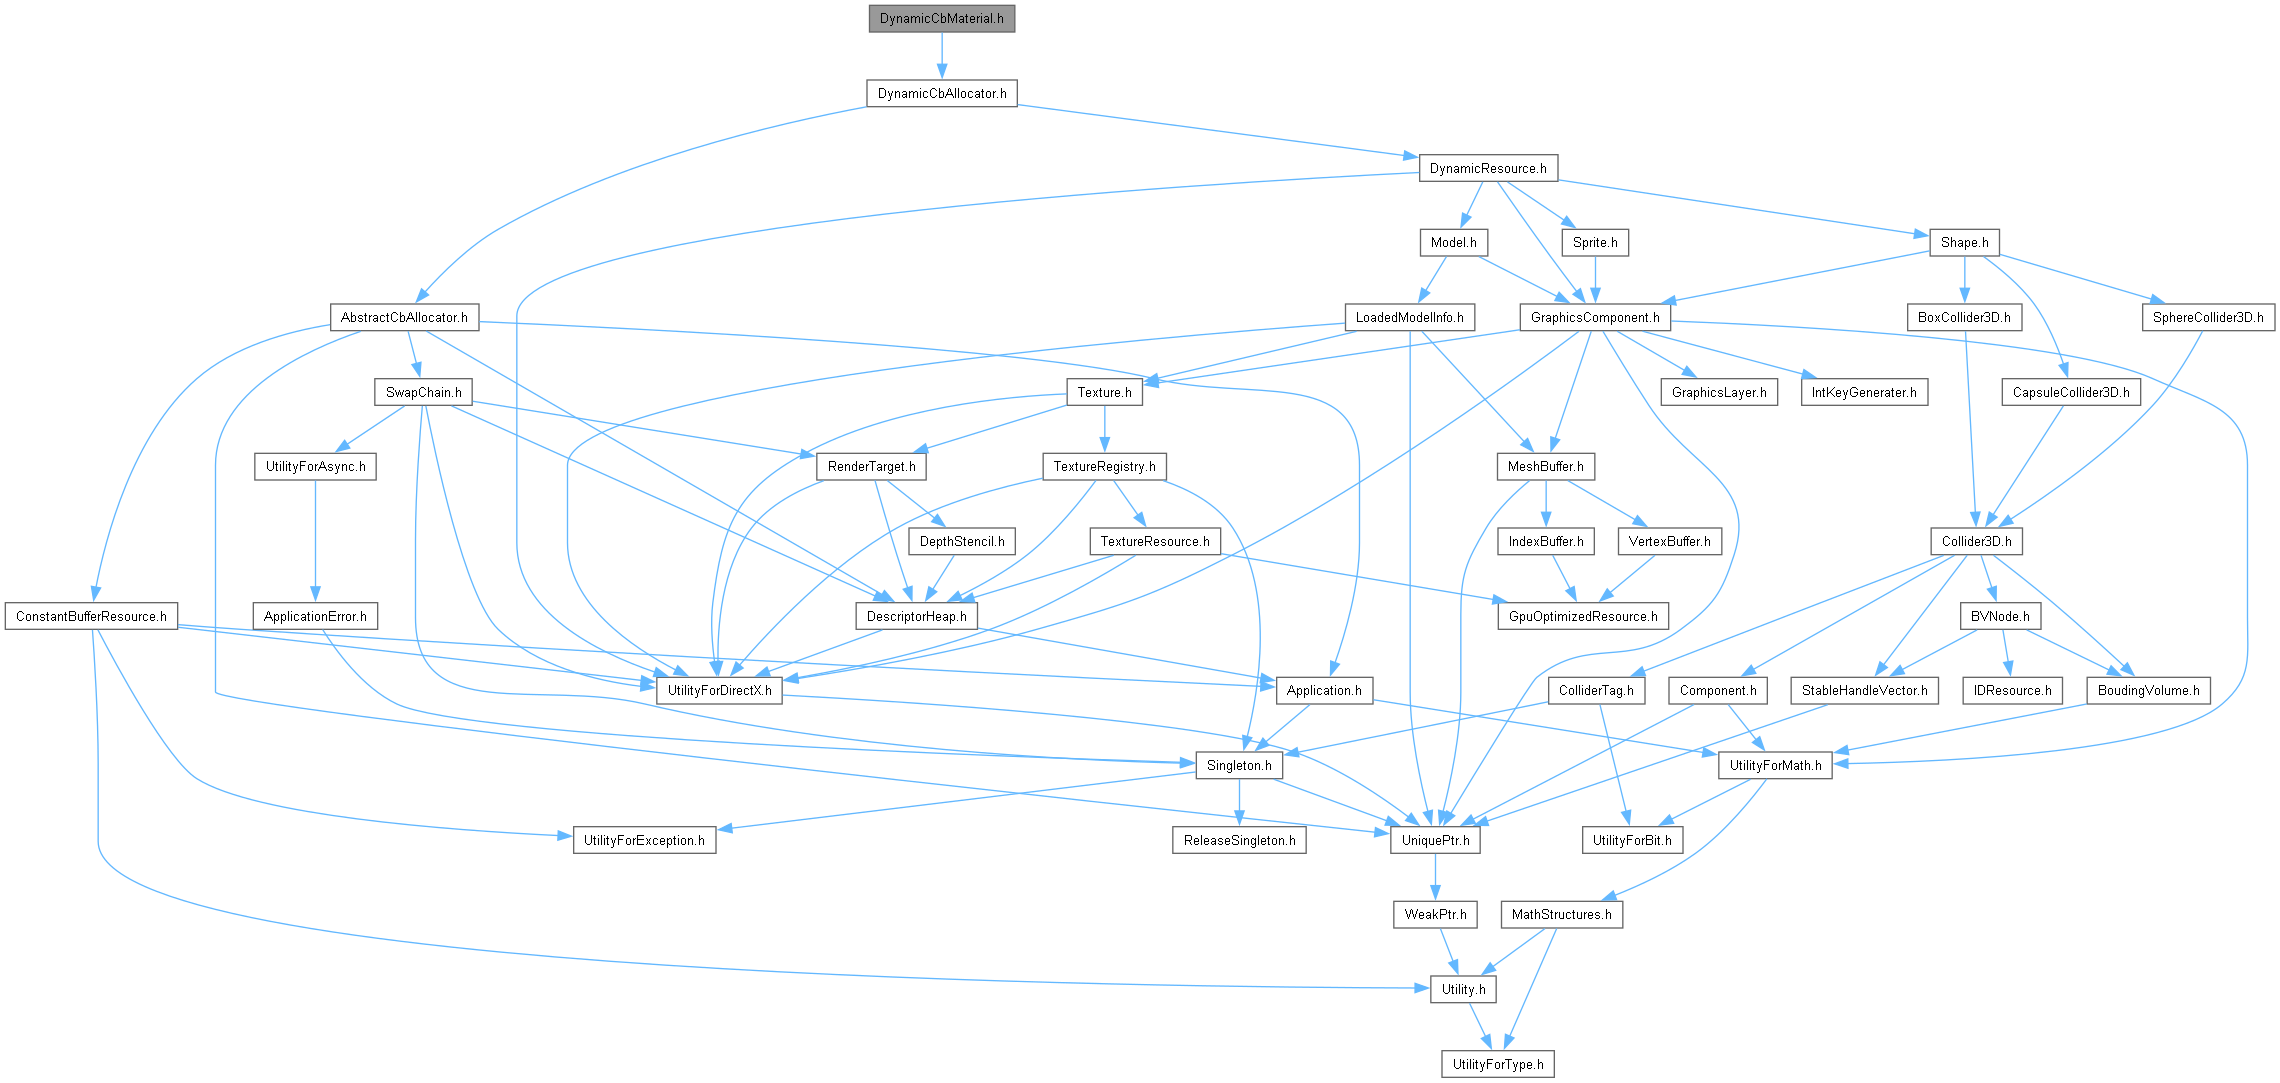 DynamicCbMaterial.h
DynamicCbAllocator.h
DynamicResource.h
Model.h
Sprite.h
Shape.h
AbstractCbAllocator.h
LoadedModelInfo.h
GraphicsComponent.h
BoxCollider3D.h
SphereCollider3D.h
SwapChain.h
Texture.h
GraphicsLayer.h
IntKeyGenerater.h
CapsuleCollider3D.h
UtilityForAsync.h
RenderTarget.h
TextureRegistry.h
MeshBuffer.h
DepthStencil.h
TextureResource.h
IndexBuffer.h
VertexBuffer.h
Collider3D.h
ConstantBufferResource.h
ApplicationError.h
DescriptorHeap.h
GpuOptimizedResource.h
BVNode.h
UtilityForDirectX.h
Application.h
ColliderTag.h
Component.h
StableHandleVector.h
IDResource.h
BoudingVolume.h
Singleton.h
UtilityForMath.h
UtilityForException.h
ReleaseSingleton.h
UniquePtr.h
UtilityForBit.h
WeakPtr.h
MathStructures.h
Utility.h
UtilityForType.h